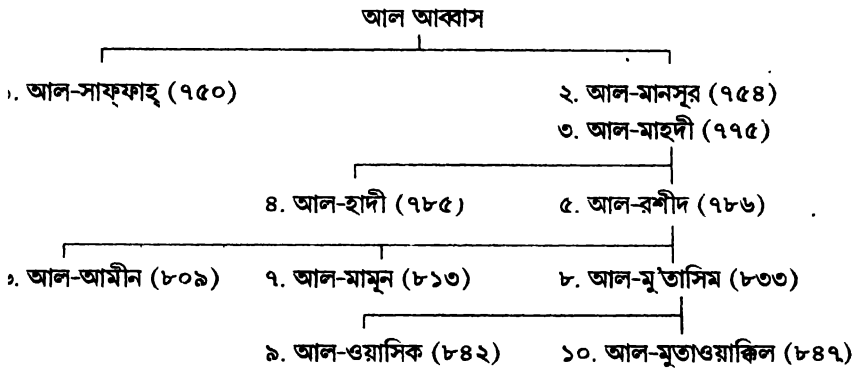 আল আব্বাস
১. আল-সাফ্ফাহ্ (৭৫০) ২. আল-মানসূর (৭৫৪)
৩. আল-মাহদী (৭৭৫)
৪. আল-হাদী (৭৮৫) ৫. আল-রশীদ (৭৮৬)
৬. আল-আমীন (৮০৯) ৭. আল-মামূন (৮১৩) ৮. আল-মু'তাসিম (৮৩৩)
৯. আল-ওয়াসিক (৮৪২) ১০. আল-মুতাওয়াক্কিল (৮৪৭)